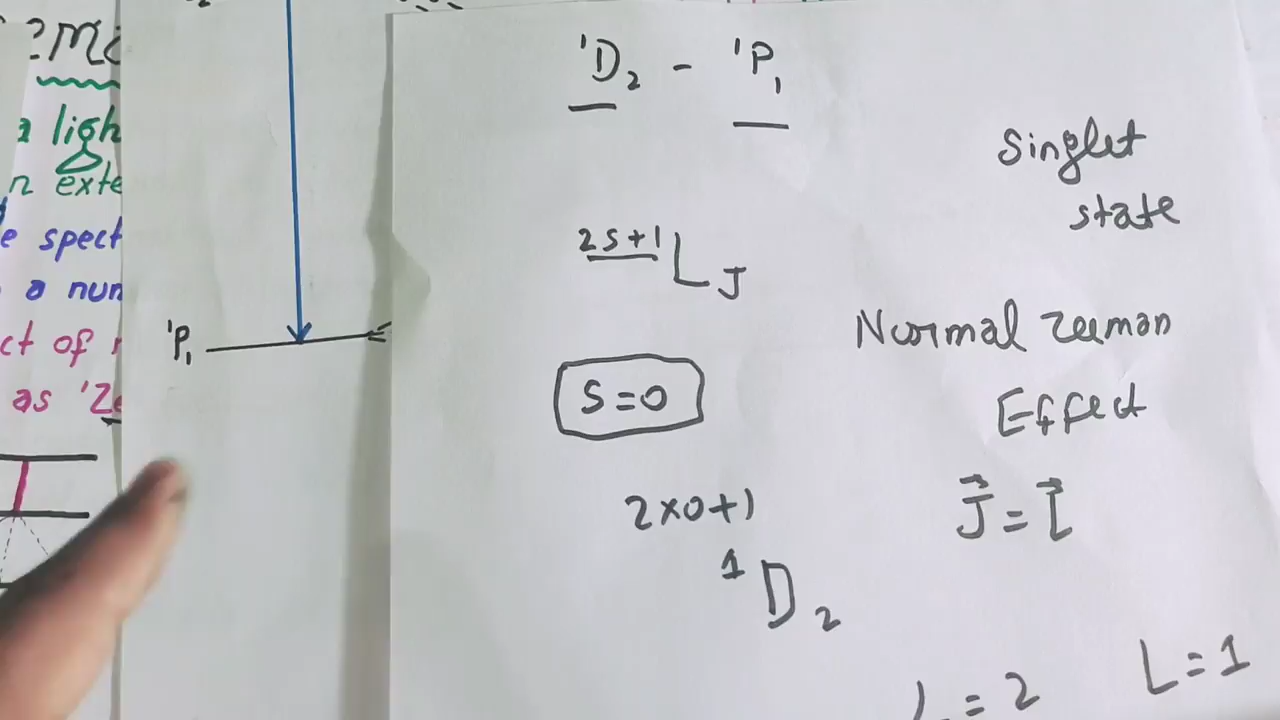 a ligh
n exte
e spect
a num
ct of
as 'Ze
¹P₁
¹D₂ - ¹P₁
Singlet
state
2S+1 L J
Normal zeeman
Effect
S=0
J⃗ = L⃗
2×0+1
¹D₂
L = 2
L = 1